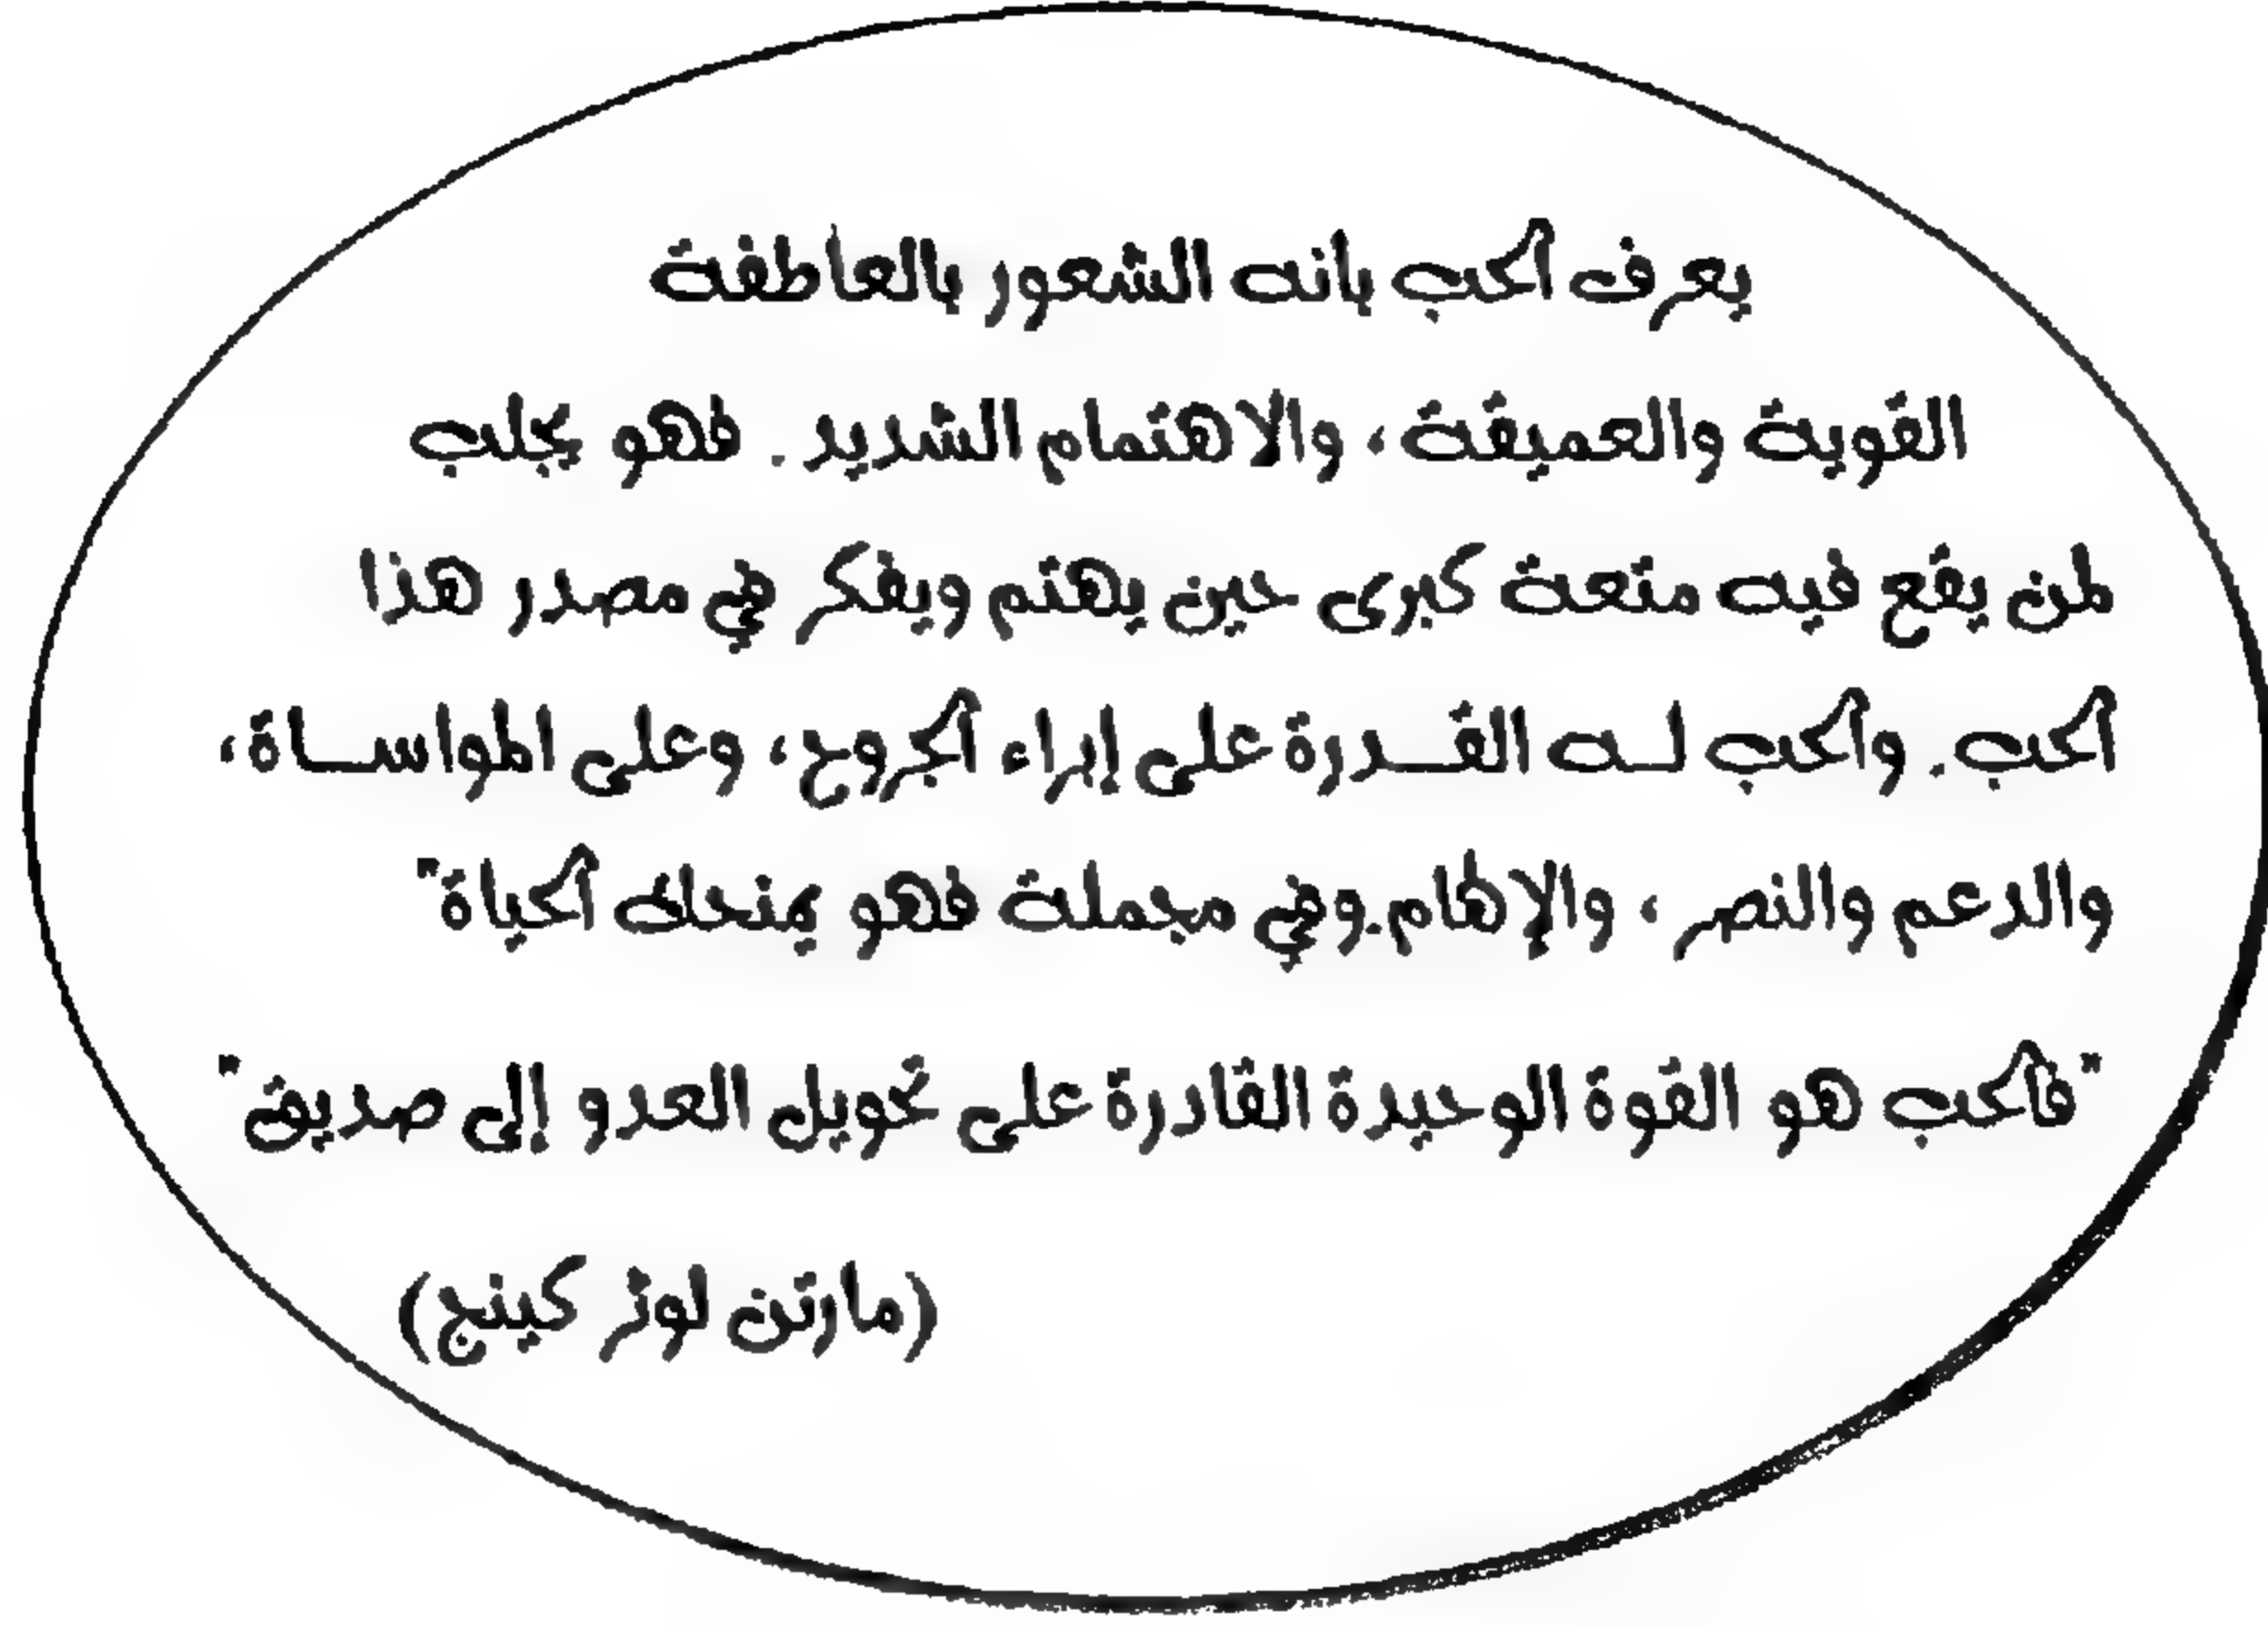 يعرف الحب بانه الشعور بالعاطفة
القوية والعميقة، والاهتمام الشديد. فهو يجلب
لمن يقع فيه متعة كبرى حين يهتم ويفكر في مصدر هذا
الحب. والحب لــه القــدرة على إبراء الجروح، وعلى المواســاة،
والدعم والنصر، والإلهام.وفي مجملة فهو يمنحك الحياة"
"فالحب هو القوة الوحيدة القادرة على تحويل العدو إلى صديق"
(مارتن لوثر كينج)